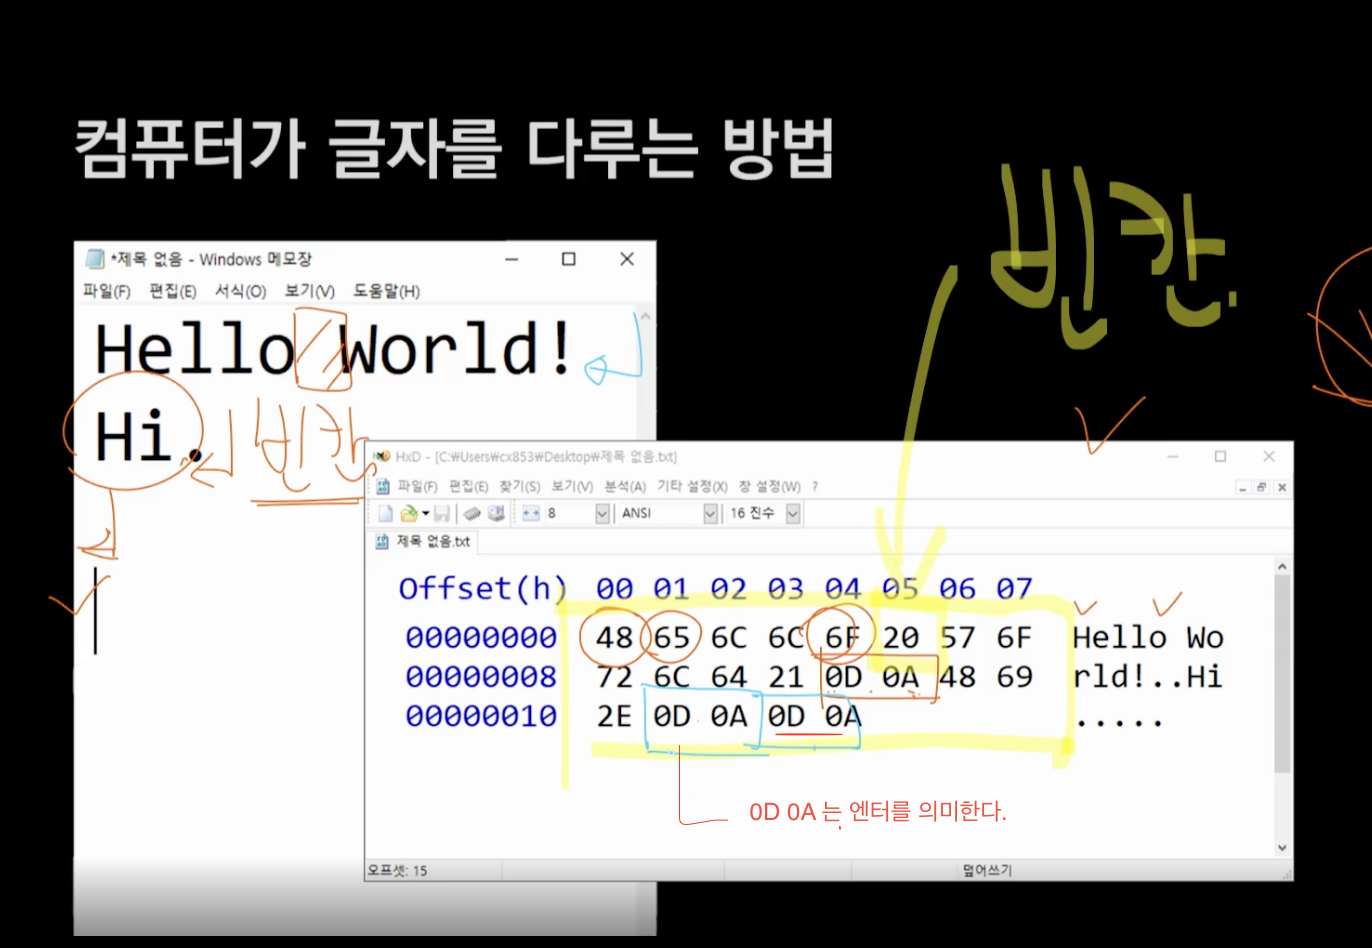 컴퓨터가 글자를 다루는 방법
빈칸.
*제목 없음 - Windows 메모장
파일(F) 편집(E) 서식(O) 보기(V) 도움말(H)
Hello World!
Hi.
빈칸
HxD - [C:₩Users₩cx853₩Desktop₩제목 없음.txt]
파일(F) 편집(E) 찾기(S) 보기(V) 분석(A) 기타 설정(X) 창 설정(W) ?
8 ANSI 16 진수
제목 없음.txt
Offset(h) 00 01 02 03 04 05 06 07
00000000 48 65 6C 6C 6F 20 57 6F Hello Wo
00000008 72 6C 64 21 0D 0A 48 69 rld!..Hi
00000010 2E 0D 0A 0D 0A .....
0D 0A 는 엔터를 의미한다.
오프셋: 15 덮어쓰기